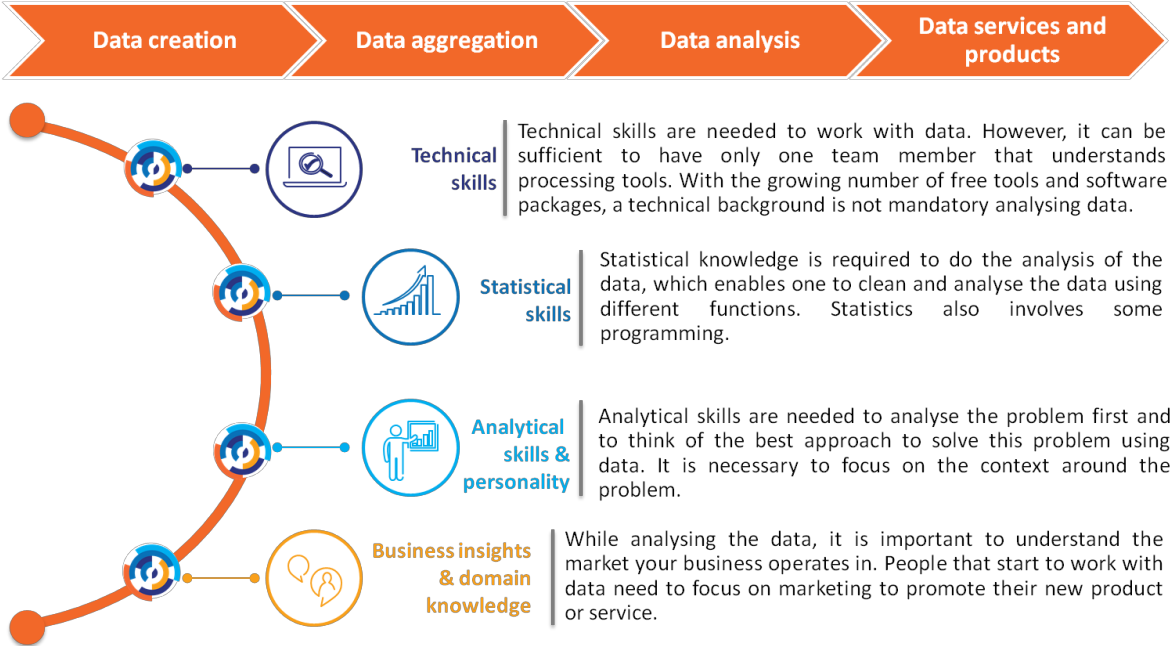 Data creation
Data aggregation
Data analysis
Data services and
products
Technical
skills
Technical skills are needed to work with data. However, it can be
sufficient to have only one team member that understands
processing tools. With the growing number of free tools and software
packages, a technical background is not mandatory analysing data.
Statistical
skills
Statistical knowledge is required to do the analysis of the
data, which enables one to clean and analyse the data using
different functions. Statistics also involves some
programming.
Analytical
skills &
personality
Analytical skills are needed to analyse the problem first and
to think of the best approach to solve this problem using
data. It is necessary to focus on the context around the
problem.
Business insights
& domain
knowledge
While analysing the data, it is important to understand the
market your business operates in. People that start to work with
data need to focus on marketing to promote their new product
or service.